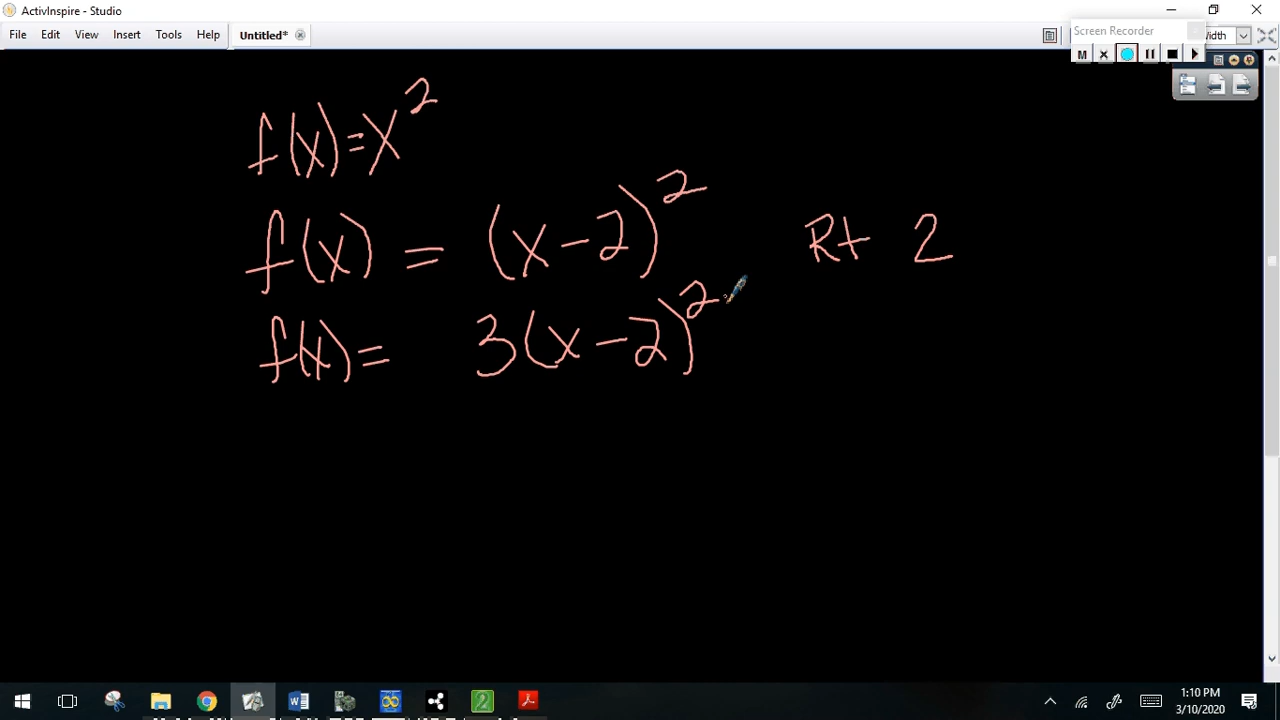 ActivInspire - Studio
File Edit View Insert Tools Help Untitled*
Screen Recorder
M
f(x)=x²
f(x) = (x-2)² Rt 2
f(x)= 3(x-2)²
1:10 PM
3/10/2020